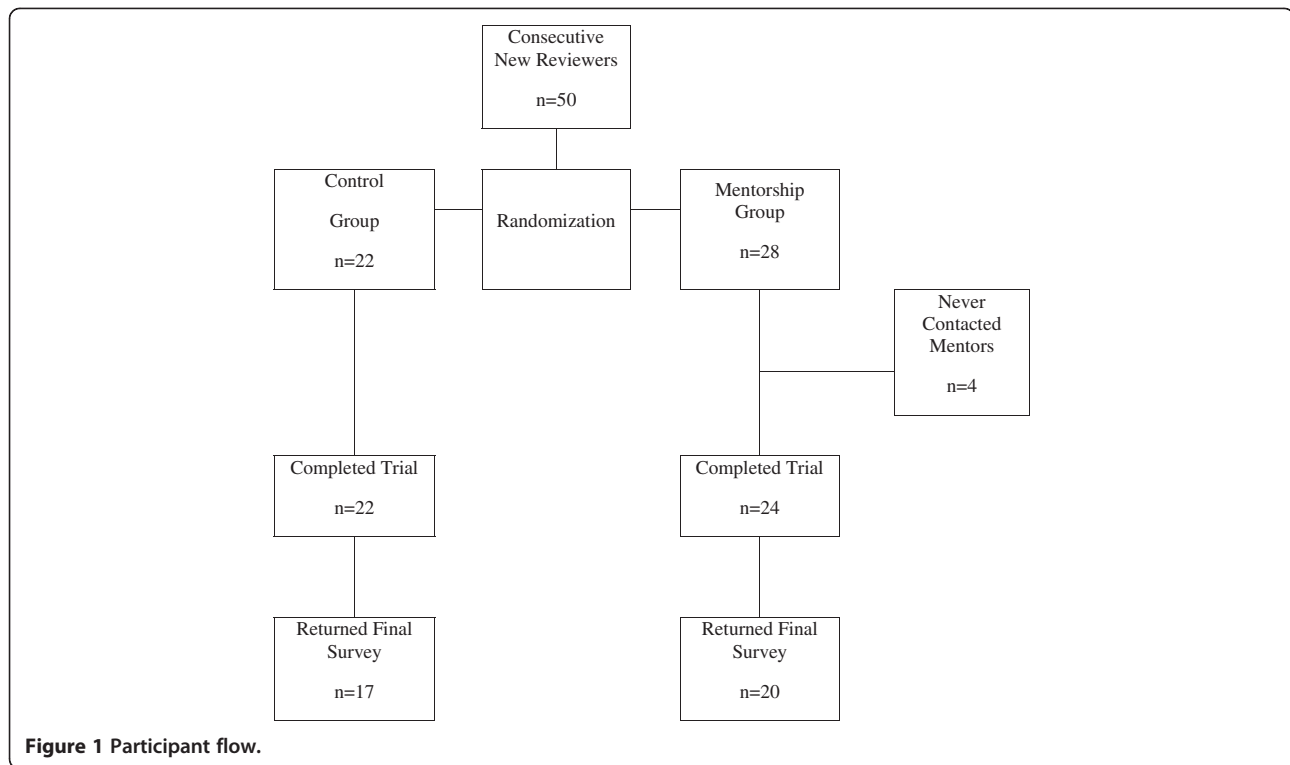 Consecutive
New Reviewers
n=50
Control
Group
n=22
Randomization
Mentorship
Group
n=28
Never
Contacted
Mentors
n=4
Completed Trial
n=22
Completed Trial
n=24
Returned Final
Survey
n=17
Returned Final
Survey
n=20
Figure 1 Participant flow.